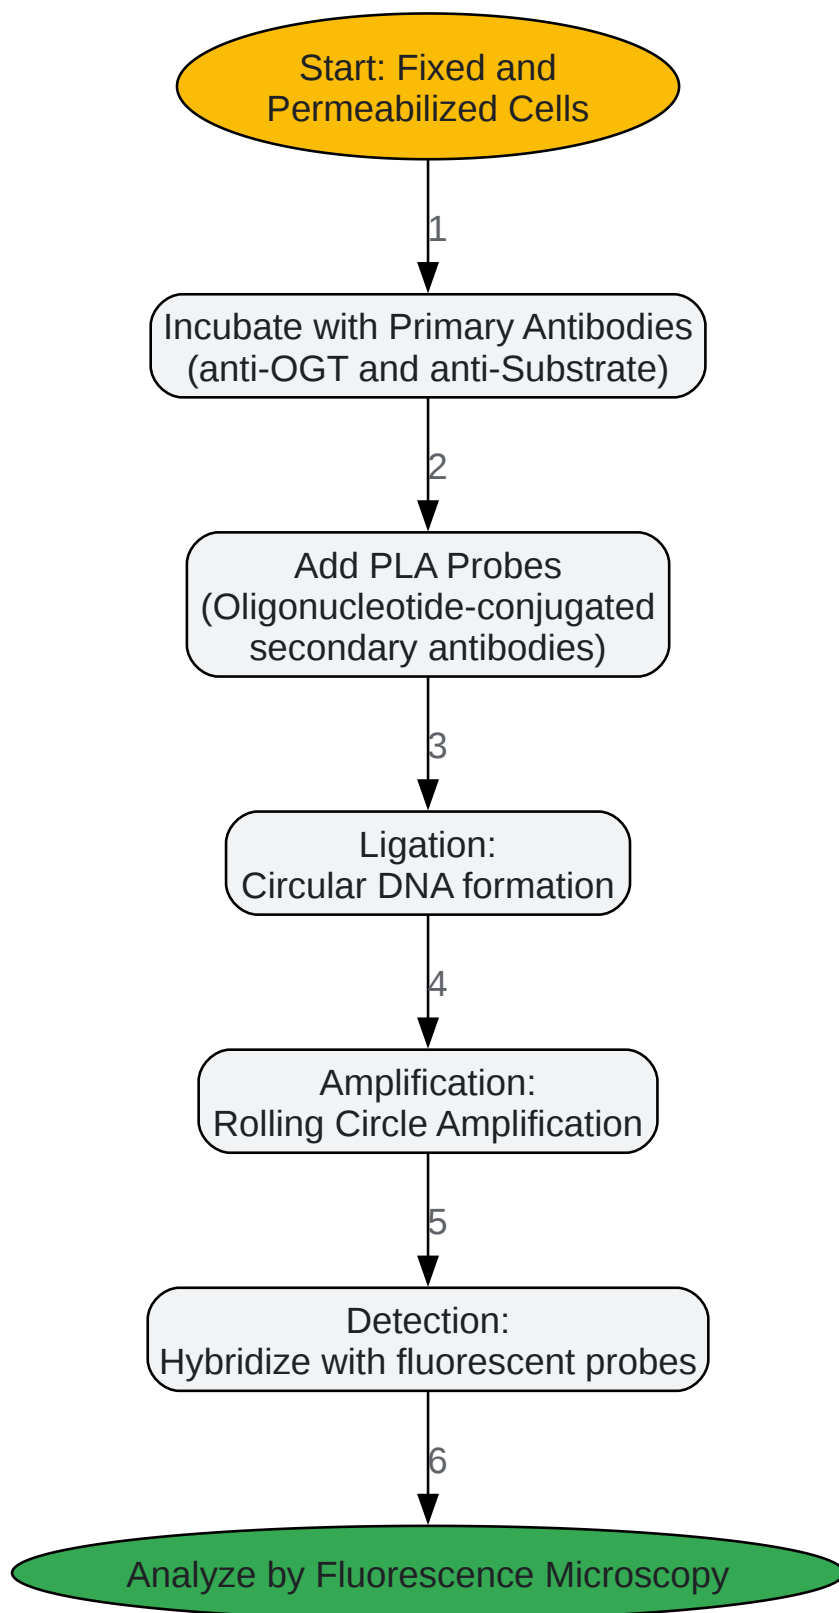 Start: Fixed and
Permeabilized Cells
1
Incubate with Primary Antibodies
(anti-OGT and anti-Substrate)
2
Add PLA Probes
(Oligonucleotide-conjugated
secondary antibodies)
3
Ligation:
Circular DNA formation
4
Amplification:
Rolling Circle Amplification
5
Detection:
Hybridize with fluorescent probes
6
Analyze by Fluorescence Microscopy